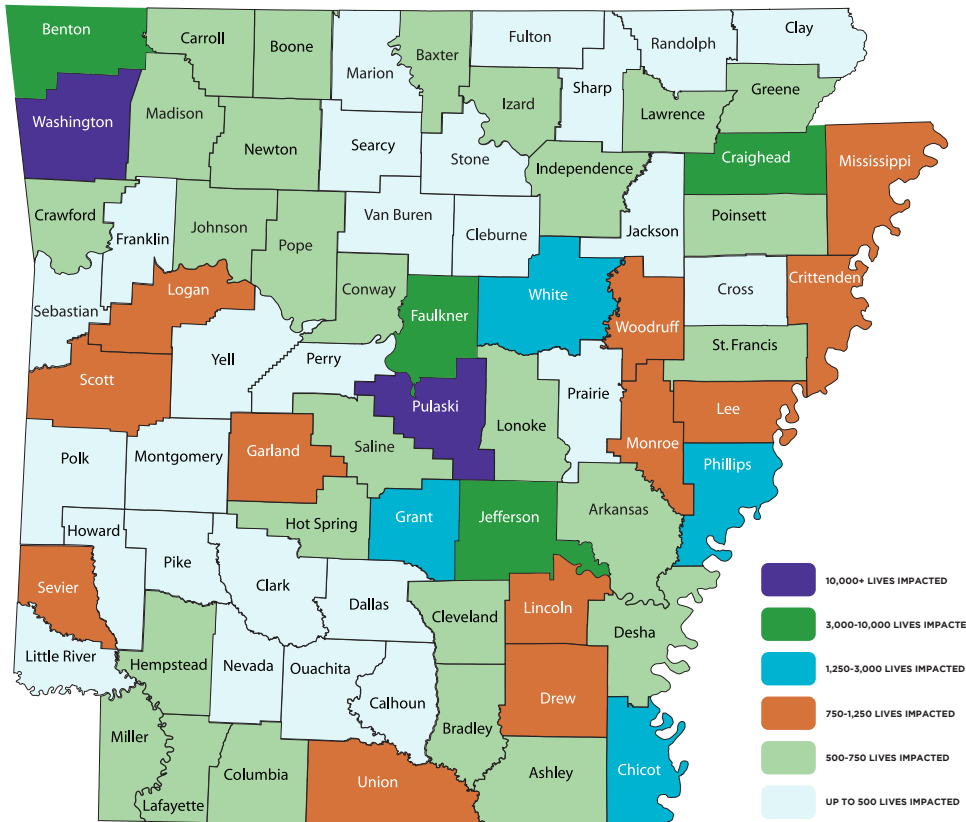 Benton
Carroll
Boone
Marion
Baxter
Fulton
Randolph
Clay
Sharp
Izard
Lawrence
Greene
Washington
Madison
Newton
Searcy
Stone
Independence
Craighead
Mississippi
Crawford
Franklin
Johnson
Pope
Van Buren
Cleburne
Jackson
Poinsett
Sebastian
Logan
Conway
Faulkner
White
Woodruff
Cross
Crittenden
St. Francis
Scott
Yell
Perry
Pulaski
Lonoke
Prairie
Monroe
Lee
Polk
Montgomery
Garland
Saline
Phillips
Hot Spring
Grant
Jefferson
Arkansas
Howard
Pike
Clark
Dallas
Sevier
Cleveland
Lincoln
Desha
Little River
Hempstead
Nevada
Ouachita
Calhoun
Bradley
Drew
Miller
Lafayette
Columbia
Union
Ashley
Chicot
10,000+ LIVES IMPACTED
3,000-10,000 LIVES IMPACTE
1,250-3,000 LIVES IMPACTED
750-1,250 LIVES IMPACTED
500-750 LIVES IMPACTED
UP TO 500 LIVES IMPACTED